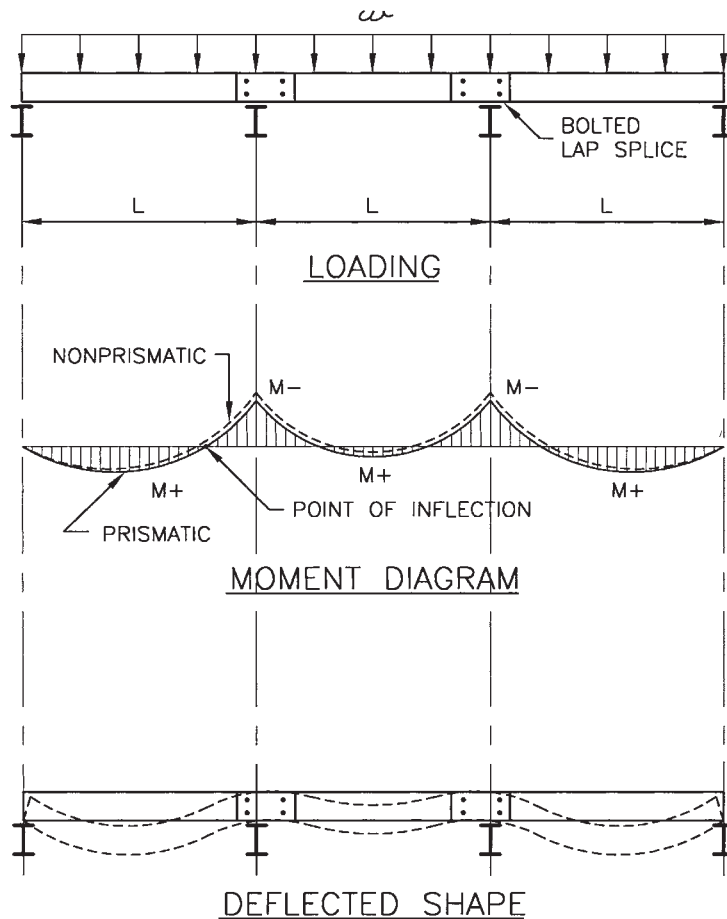 w
BOLTED
LAP SPLICE
L
L
L
LOADING
NONPRISMATIC
M-
M-
M+
M+
M+
POINT OF INFLECTION
PRISMATIC
MOMENT DIAGRAM
DEFLECTED SHAPE